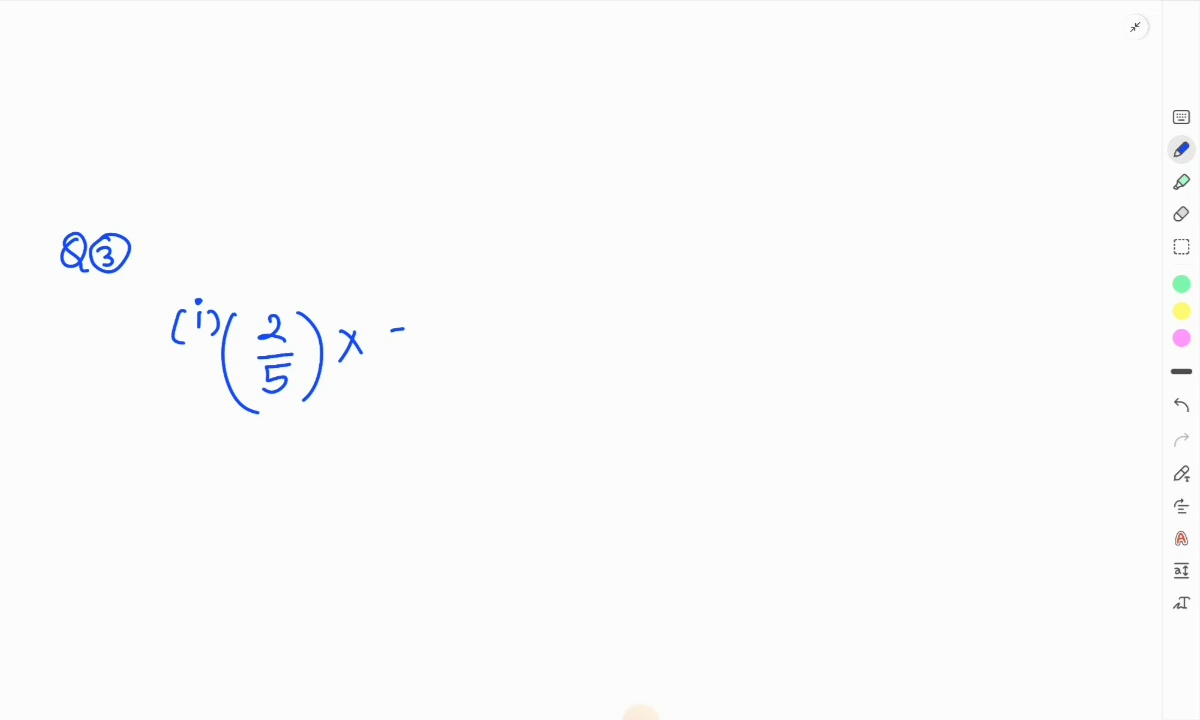 Q③
(i) (2/5) x -